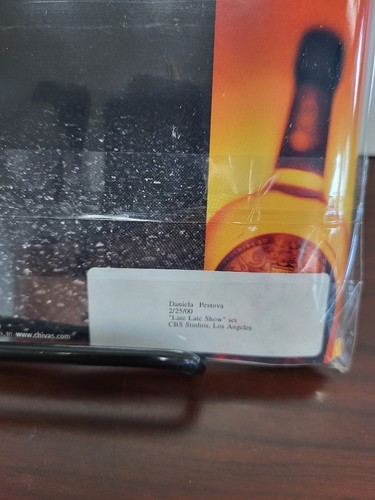 Daniela Pestova
2/25/00
"Late Late Show" set
CBS Studios, Los Angeles
www.chivas.com